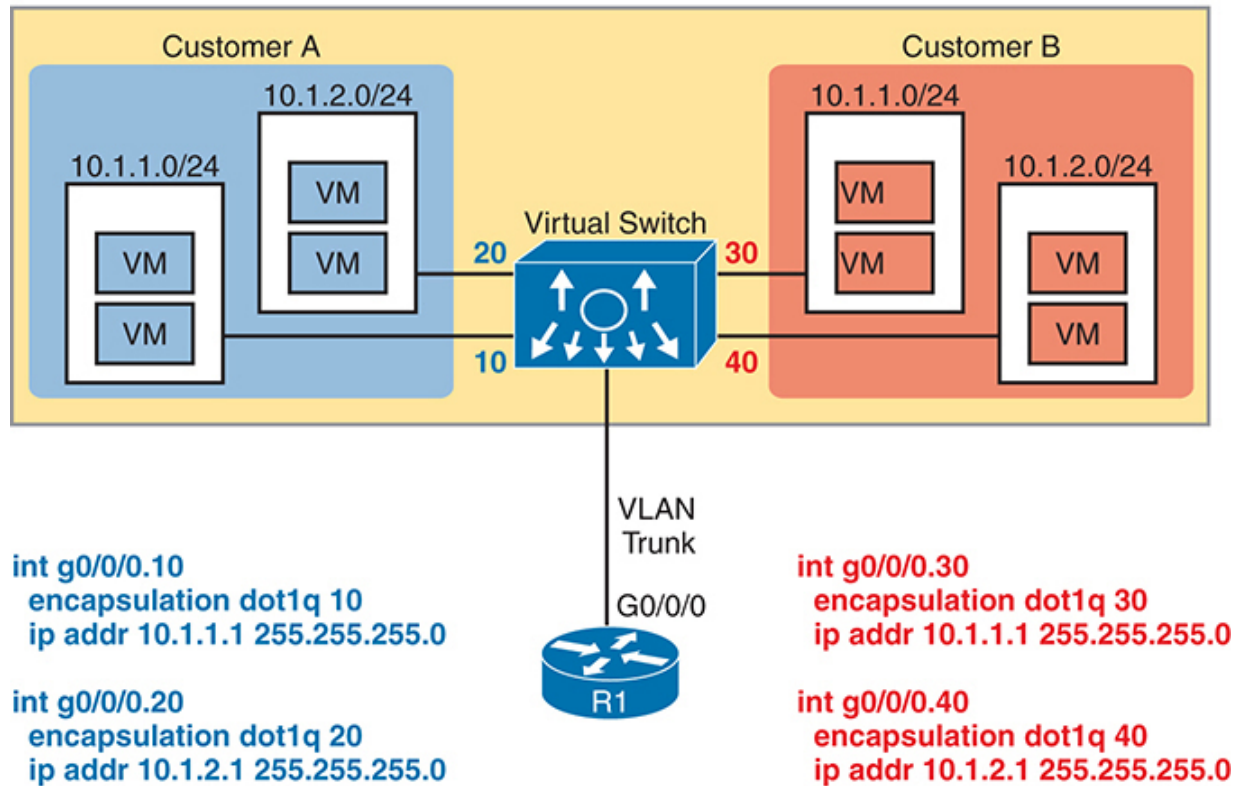 Customer A
10.1.2.0/24
VM
VM
10.1.1.0/24
VM
VM
Customer B
10.1.1.0/24
VM
VM
10.1.2.0/24
VM
VM
Virtual Switch
20
30
10
40
VLAN
Trunk
G0/0/0
R1
int g0/0/0.10
encapsulation dot1q 10
ip addr 10.1.1.1 255.255.255.0
int g0/0/0.20
encapsulation dot1q 20
ip addr 10.1.2.1 255.255.255.0
int g0/0/0.30
encapsulation dot1q 30
ip addr 10.1.1.1 255.255.255.0
int g0/0/0.40
encapsulation dot1q 40
ip addr 10.1.2.1 255.255.255.0